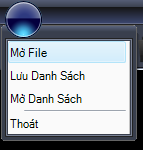 Mở File
Lưu Danh Sách
Mở Danh Sách
Thoát